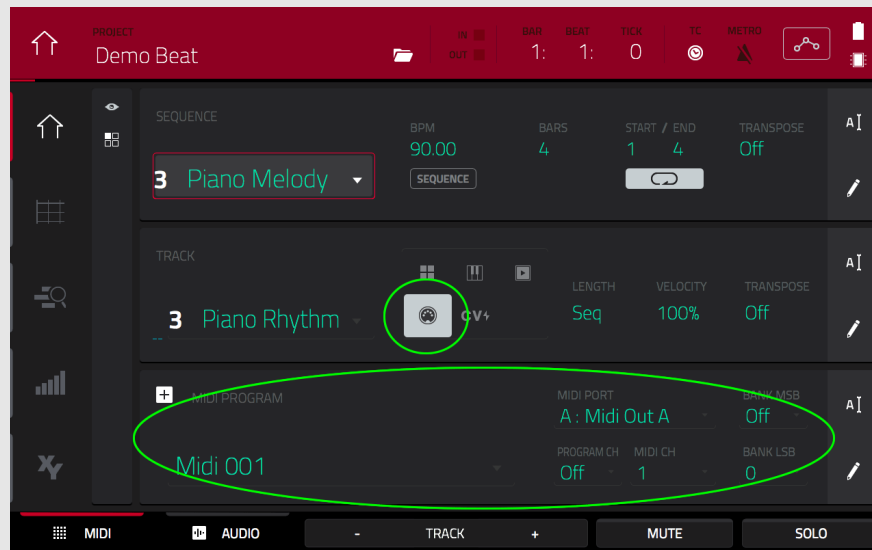 PROJECT
Demo Beat
IN
OUT
BAR BEAT TICK
1: 1: 0
TC METRO
SEQUENCE
3 Piano Melody
BPM
90.00
SEQUENCE
BARS
4
START / END
1 4
TRANSPOSE
Off
A
TRACK
3 Piano Rhythm
CV
LENGTH
Seq
VELOCITY
100%
TRANSPOSE
Off
A
MIDI PROGRAM
Midi 001
MIDI PORT
A : Midi Out A
BANK MSB
Off
PROGRAM CH
Off
MIDI CH
1
BANK LSB
0
A
XY
MIDI AUDIO - TRACK + MUTE SOLO